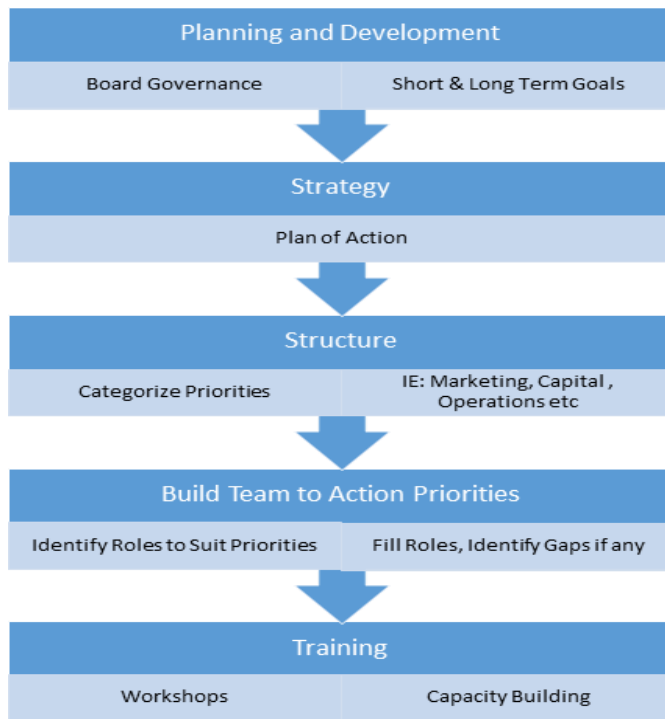 Planning and Development
Board Governance
Short & Long Term Goals
Strategy
Plan of Action
Structure
Categorize Priorities
IE: Marketing, Capital ,
Operations etc
Build Team to Action Priorities
Identify Roles to Suit Priorities
Fill Roles, Identify Gaps if any
Training
Workshops
Capacity Building